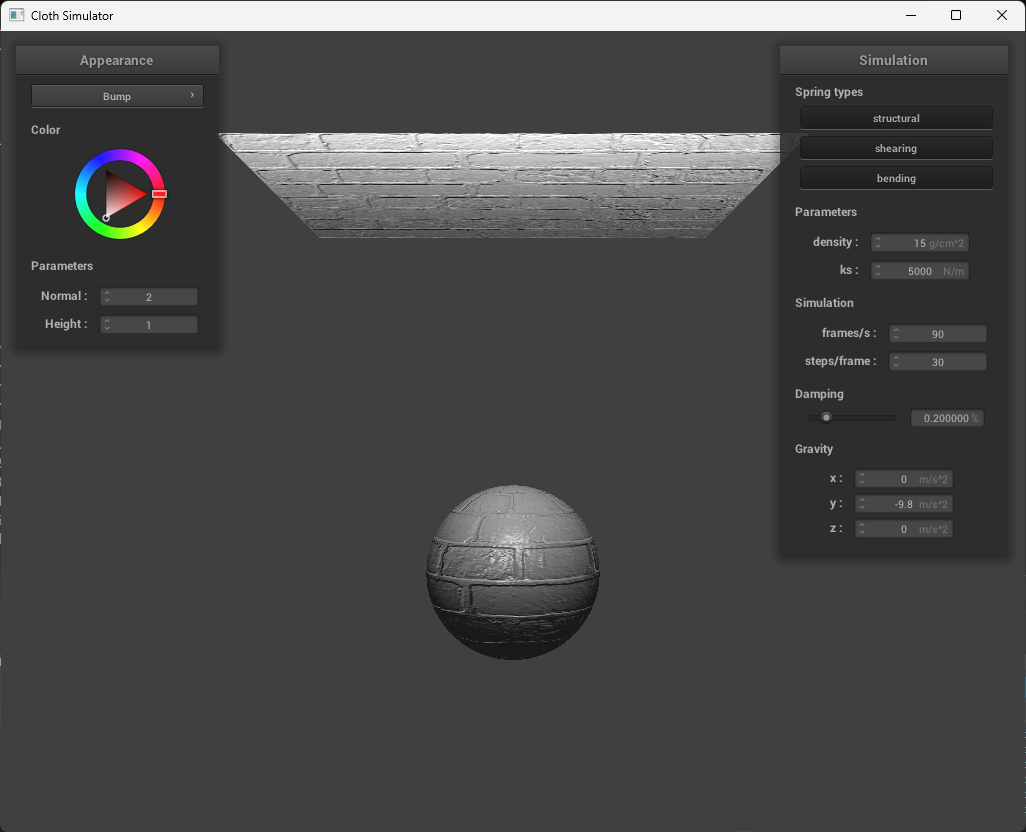 Cloth Simulator
Appearance
Bump
Color
Parameters
Normal : 2
Height : 1
Simulation
Spring types
structural
shearing
bending
Parameters
density : 15 g/cm^2
ks : 5000 N/m
Simulation
frames/s : 90
steps/frame : 30
Damping
0.200000 %
Gravity
x : 0 m/s^2
y : -9.8 m/s^2
z : 0 m/s^2